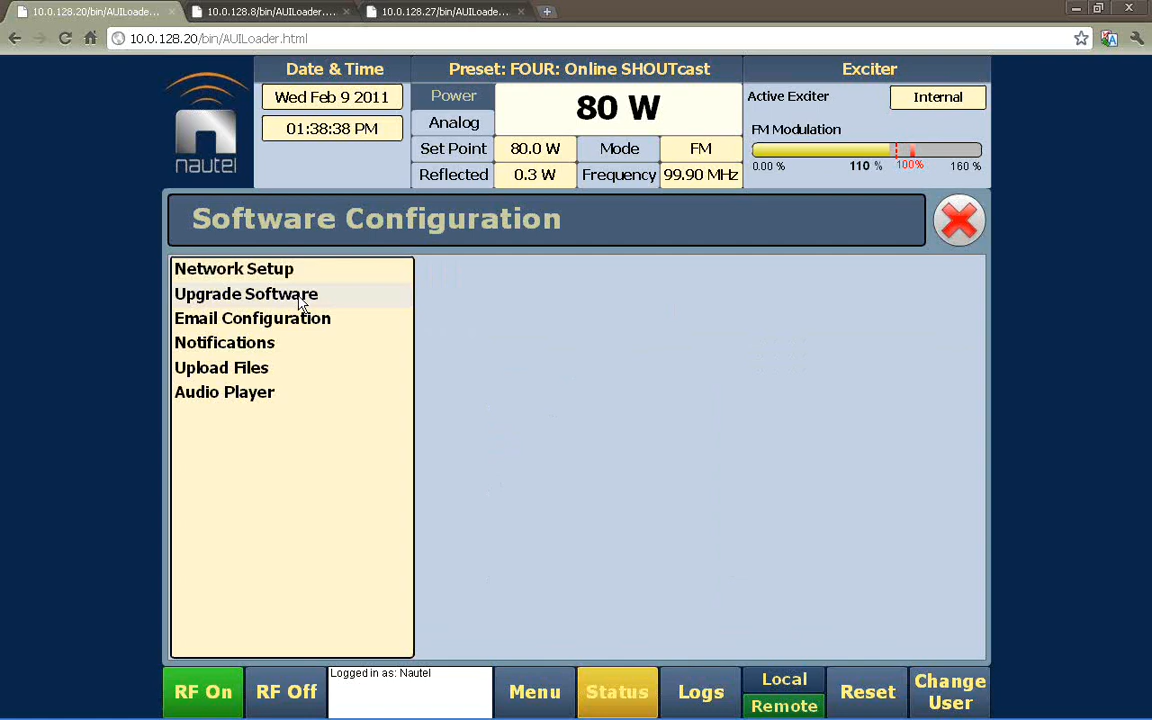 10.0.128.20/bin/AUILoade...
10.0.128.8/bin/AUILoader....
10.0.128.27/bin/AUILoade...
10.0.128.20/bin/AUILoader.html
nautel
Date & Time
Wed Feb 9 2011
01:38:38 PM
Preset: FOUR: Online SHOUTcast
Power
Analog
80 W
Set Point 80.0 W Mode FM
Reflected 0.3 W Frequency 99.90 MHz
Exciter
Active Exciter Internal
FM Modulation
0.00 % 110 % 100% 160 %
Software Configuration
Network Setup
Upgrade Software
Email Configuration
Notifications
Upload Files
Audio Player
RF On
RF Off
Logged in as: Nautel
Menu
Status
Logs
Local
Remote
Reset
Change
User